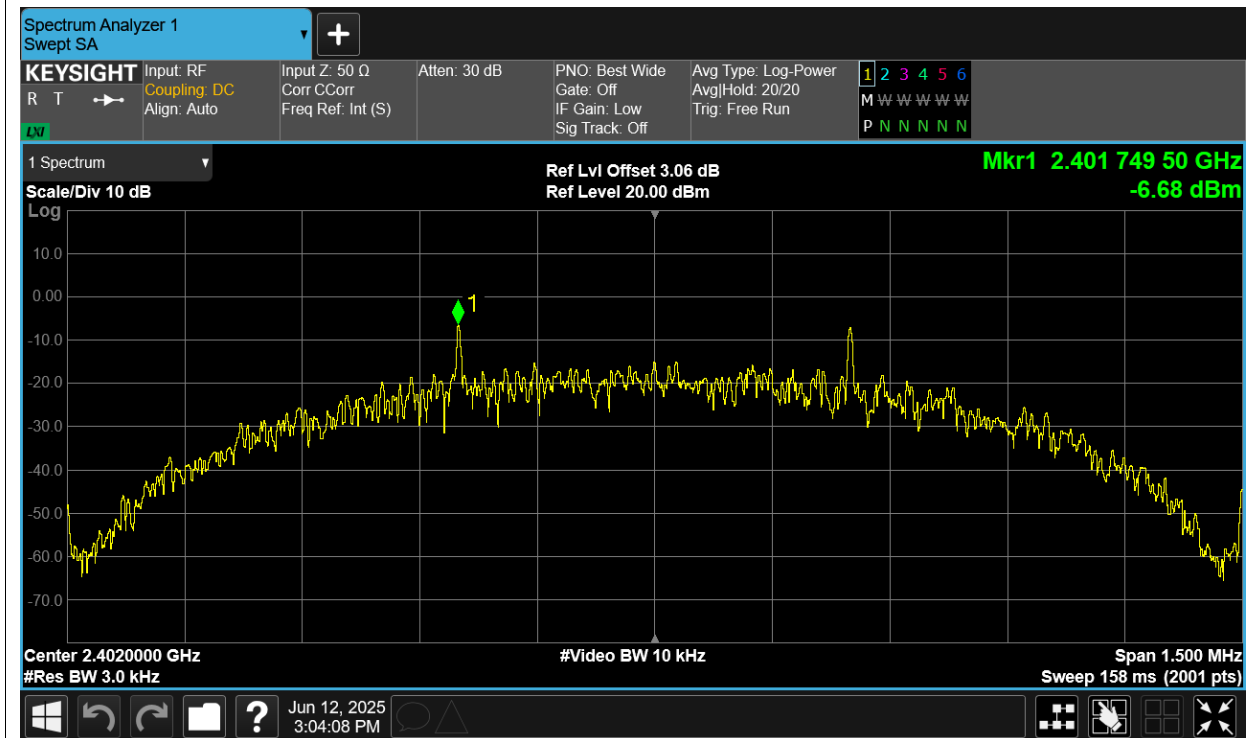 Spectrum Analyzer 1
Swept SA
KEYSIGHT
R T
LXI
Input: RF
Coupling: DC
Align: Auto
Input Z: 50 Ω
Corr CCorr
Freq Ref: Int (S)
Atten: 30 dB
PNO: Best Wide
Gate: Off
IF Gain: Low
Sig Track: Off
Avg Type: Log-Power
Avg|Hold: 20/20
Trig: Free Run
1 2 3 4 5 6
M W W W W W
P N N N N N
1 Spectrum
Scale/Div 10 dB
Ref Lvl Offset 3.06 dB
Ref Level 20.00 dBm
Mkr1 2.401 749 50 GHz
-6.68 dBm
Log
10.0
0.00
-10.0
-20.0
-30.0
-40.0
-50.0
-60.0
-70.0
1
Center 2.4020000 GHz
#Res BW 3.0 kHz
#Video BW 10 kHz
Span 1.500 MHz
Sweep 158 ms (2001 pts)
?
Jun 12, 2025
3:04:08 PM